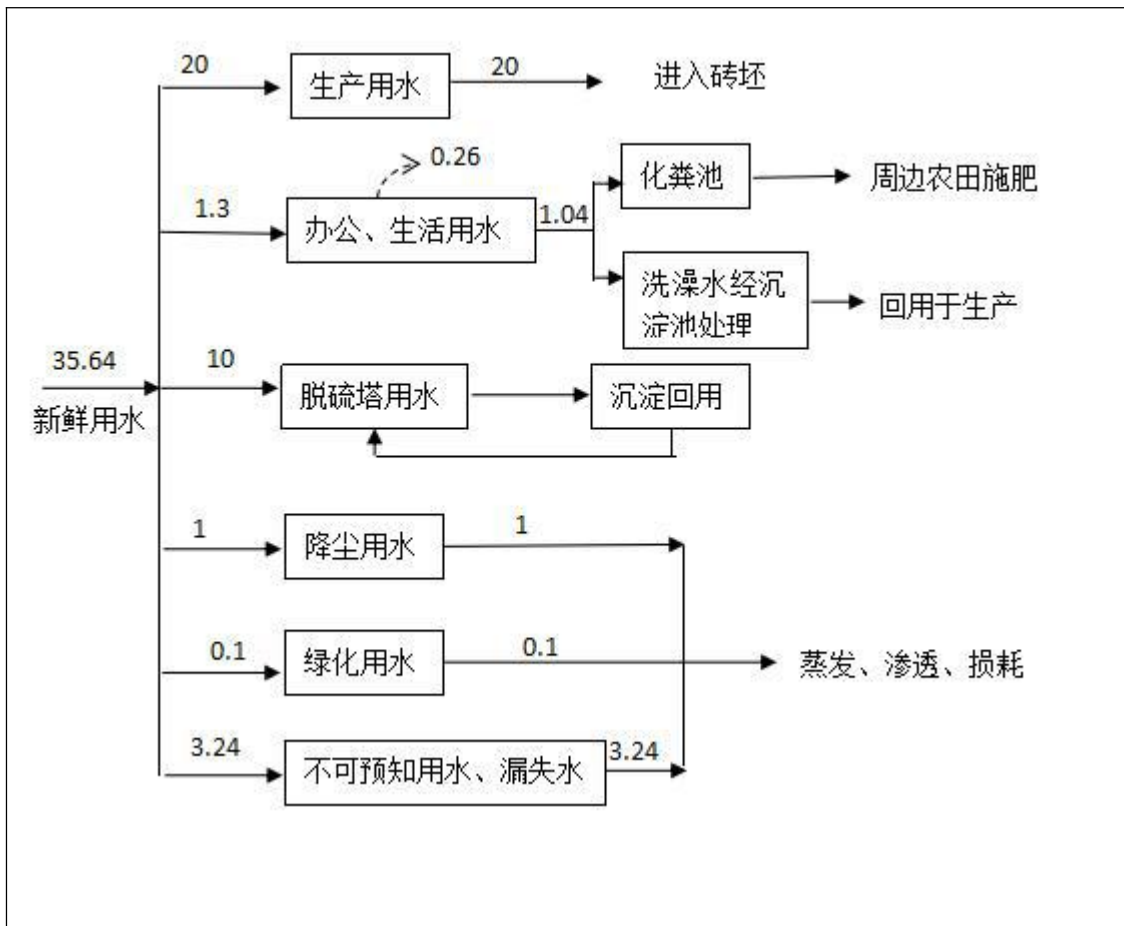 20
生产用水
20
进入砖坯
0.26
1.3
办公、生活用水
1.04
化粪池
周边农田施肥
洗澡水经沉
淀池处理
回用于生产
35.64
新鲜用水
10
脱硫塔用水
沉淀回用
1
降尘用水
1
0.1
绿化用水
0.1
蒸发、渗透、损耗
3.24
不可预知用水、漏失水
3.24